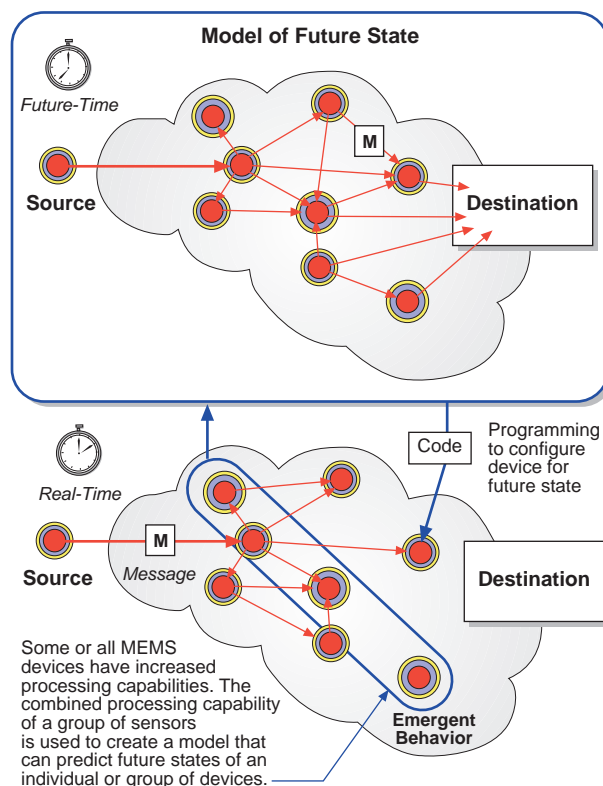 Model of Future State
Future-Time
M
Source
Destination
Code
Programming
to configure
device for
future state
Real-Time
M
Source
Message
Destination
Some or all MEMS
devices have increased
processing capabilities. The
combined processing capability
of a group of sensors
is used to create a model that
can predict future states of an
individual or group of devices.
Emergent
Behavior